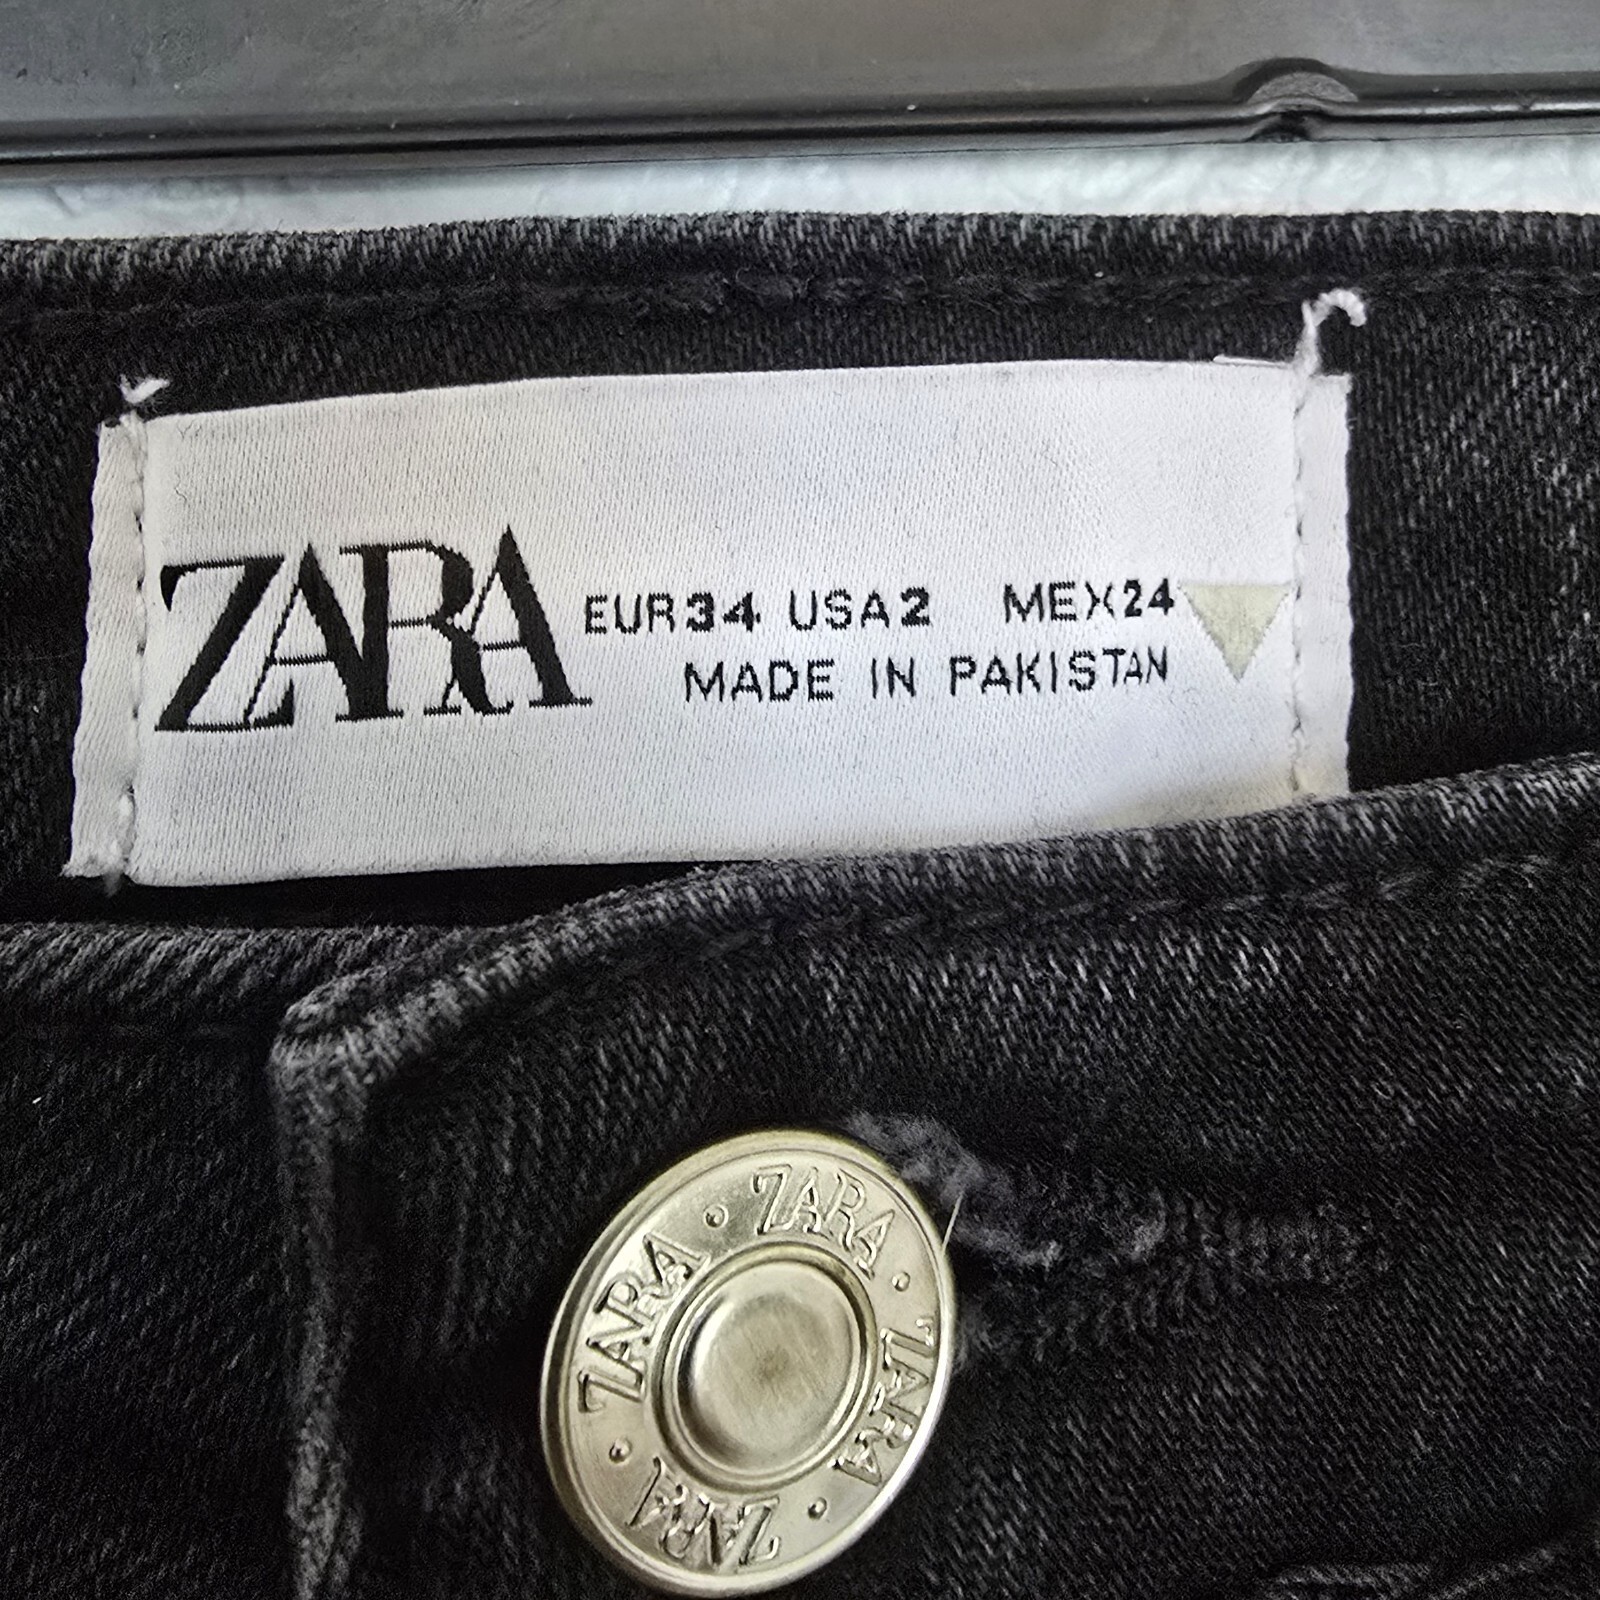 ZARA EUR34 USA2 MEX24
MADE IN PAKISTAN
ZARA · ZARA · ZARA · ZARA ·